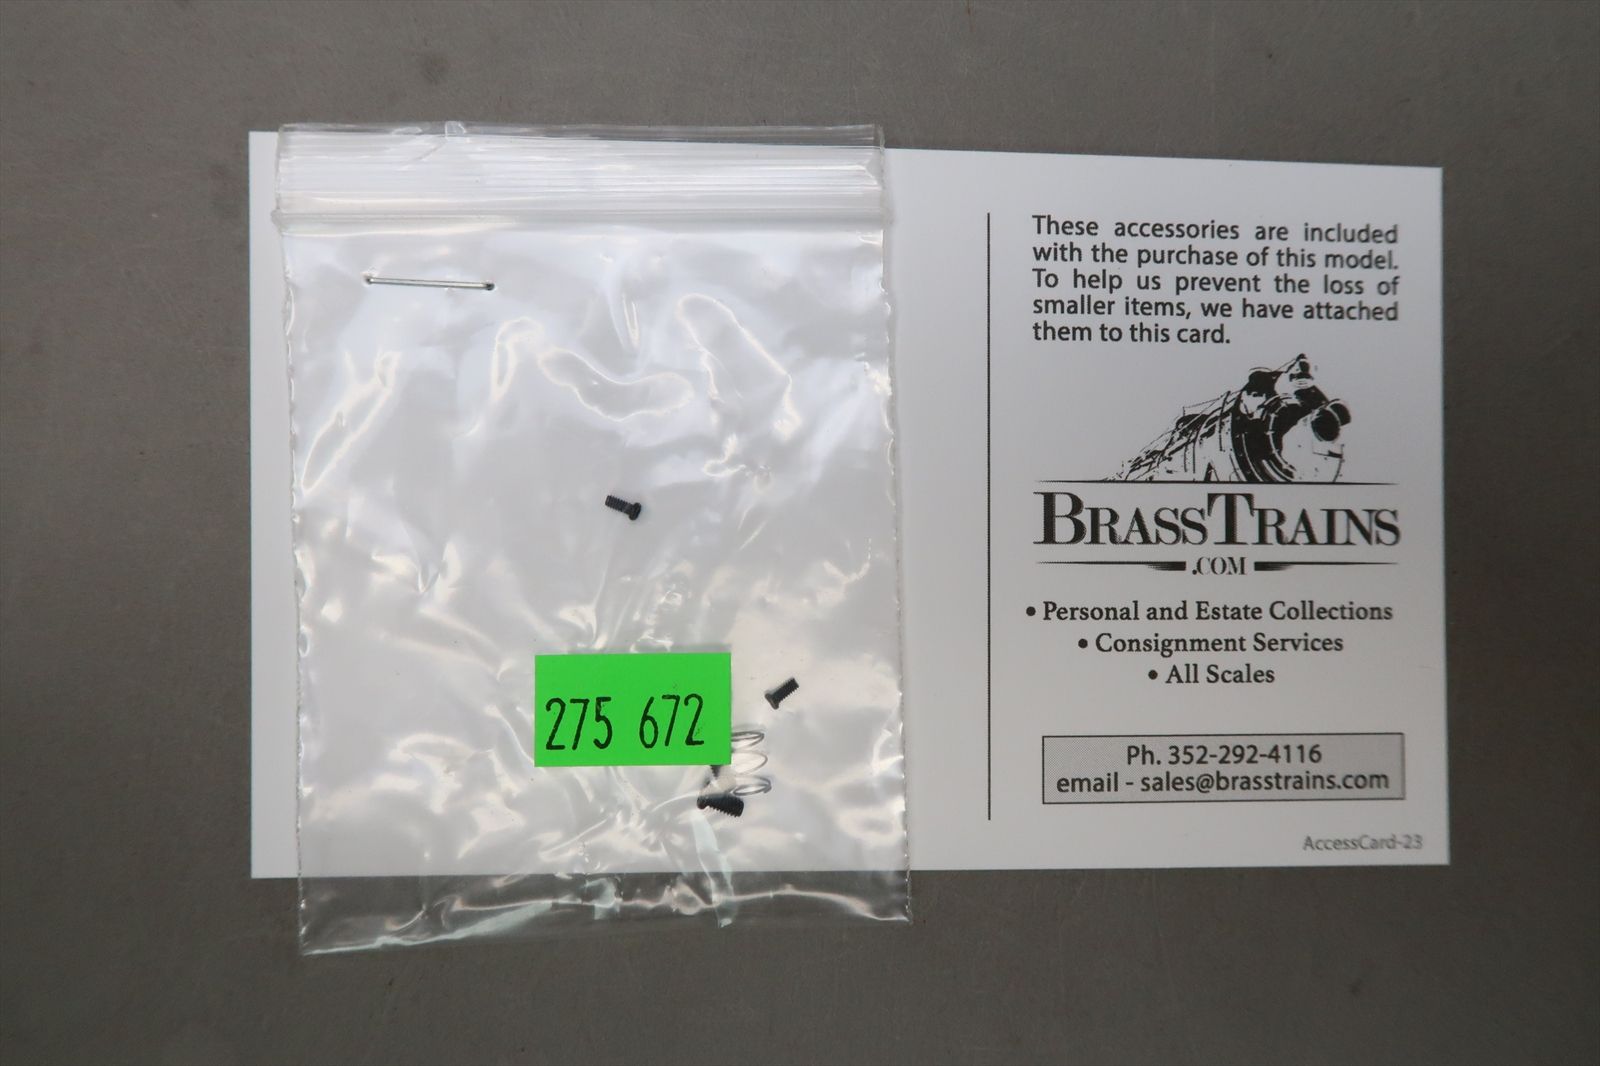 These accessories are included
with the purchase of this model.
To help us prevent the loss of
smaller items, we have attached
them to this card.
BRASSTRAINS
.COM
• Personal and Estate Collections
• Consignment Services
• All Scales
275 672
Ph. 352-292-4116
email - sales@brasstrains.com
AccessCard-23